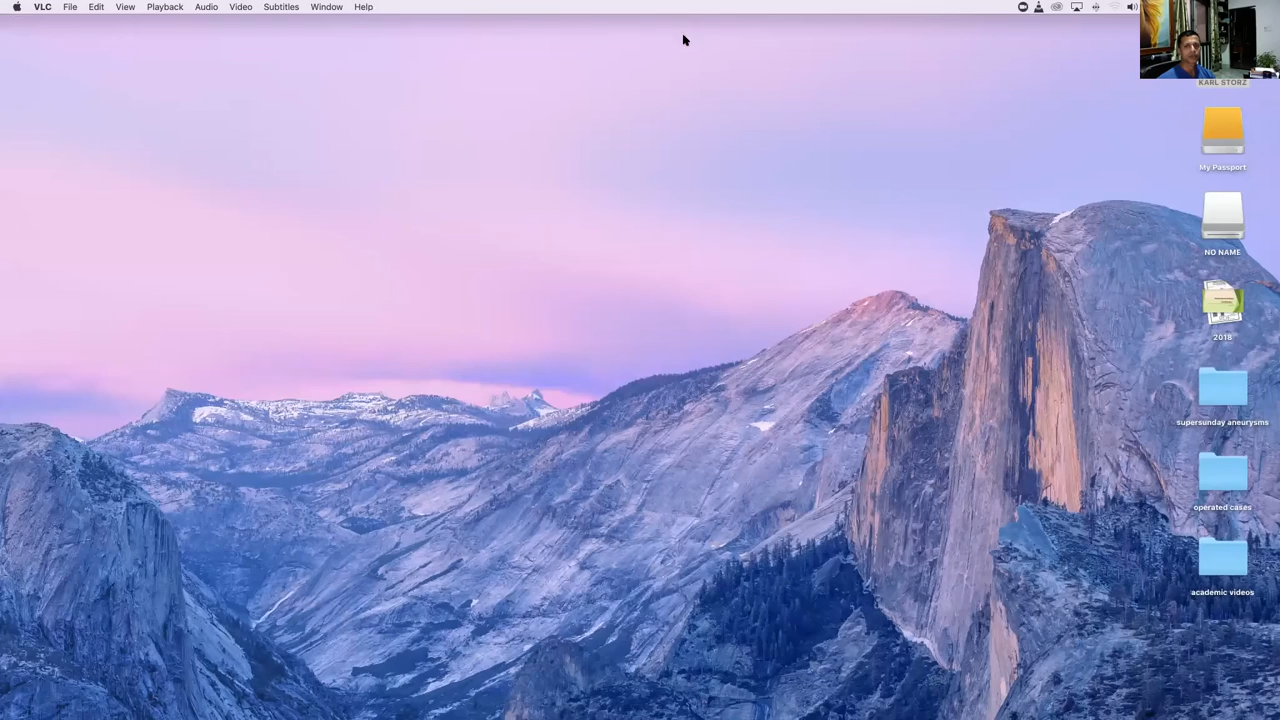 VLC File Edit View Playback Audio Video Subtitles Window Help
KARL STORZ
My Passport
NO NAME
2018
supersunday aneurysms
operated cases
academic videos